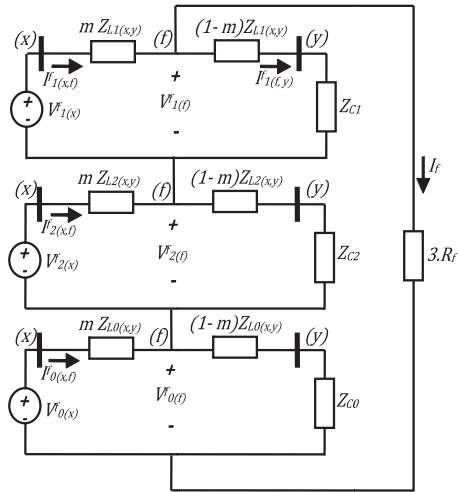 (x) m Z_L1(x,y) (f) (1-m)Z_L1(x,y) (y)
I^f_1(x,f) + I^f_1(f,y)
+ - V^f_1(x) V^f_1(f) Z_C1
-
I_f
(x) m Z_L2(x,y) (f) (1-m)Z_L2(x,y) (y)
I^f_2(x,f) +
+ - V^f_2(x) V^f_2(f) Z_C2 3.R_f
-
(x) m Z_L0(x,y) (f) (1-m)Z_L0(x,y) (y)
I^f_0(x,f) +
+ - V^f_0(x) V^f_0(f) Z_C0
-